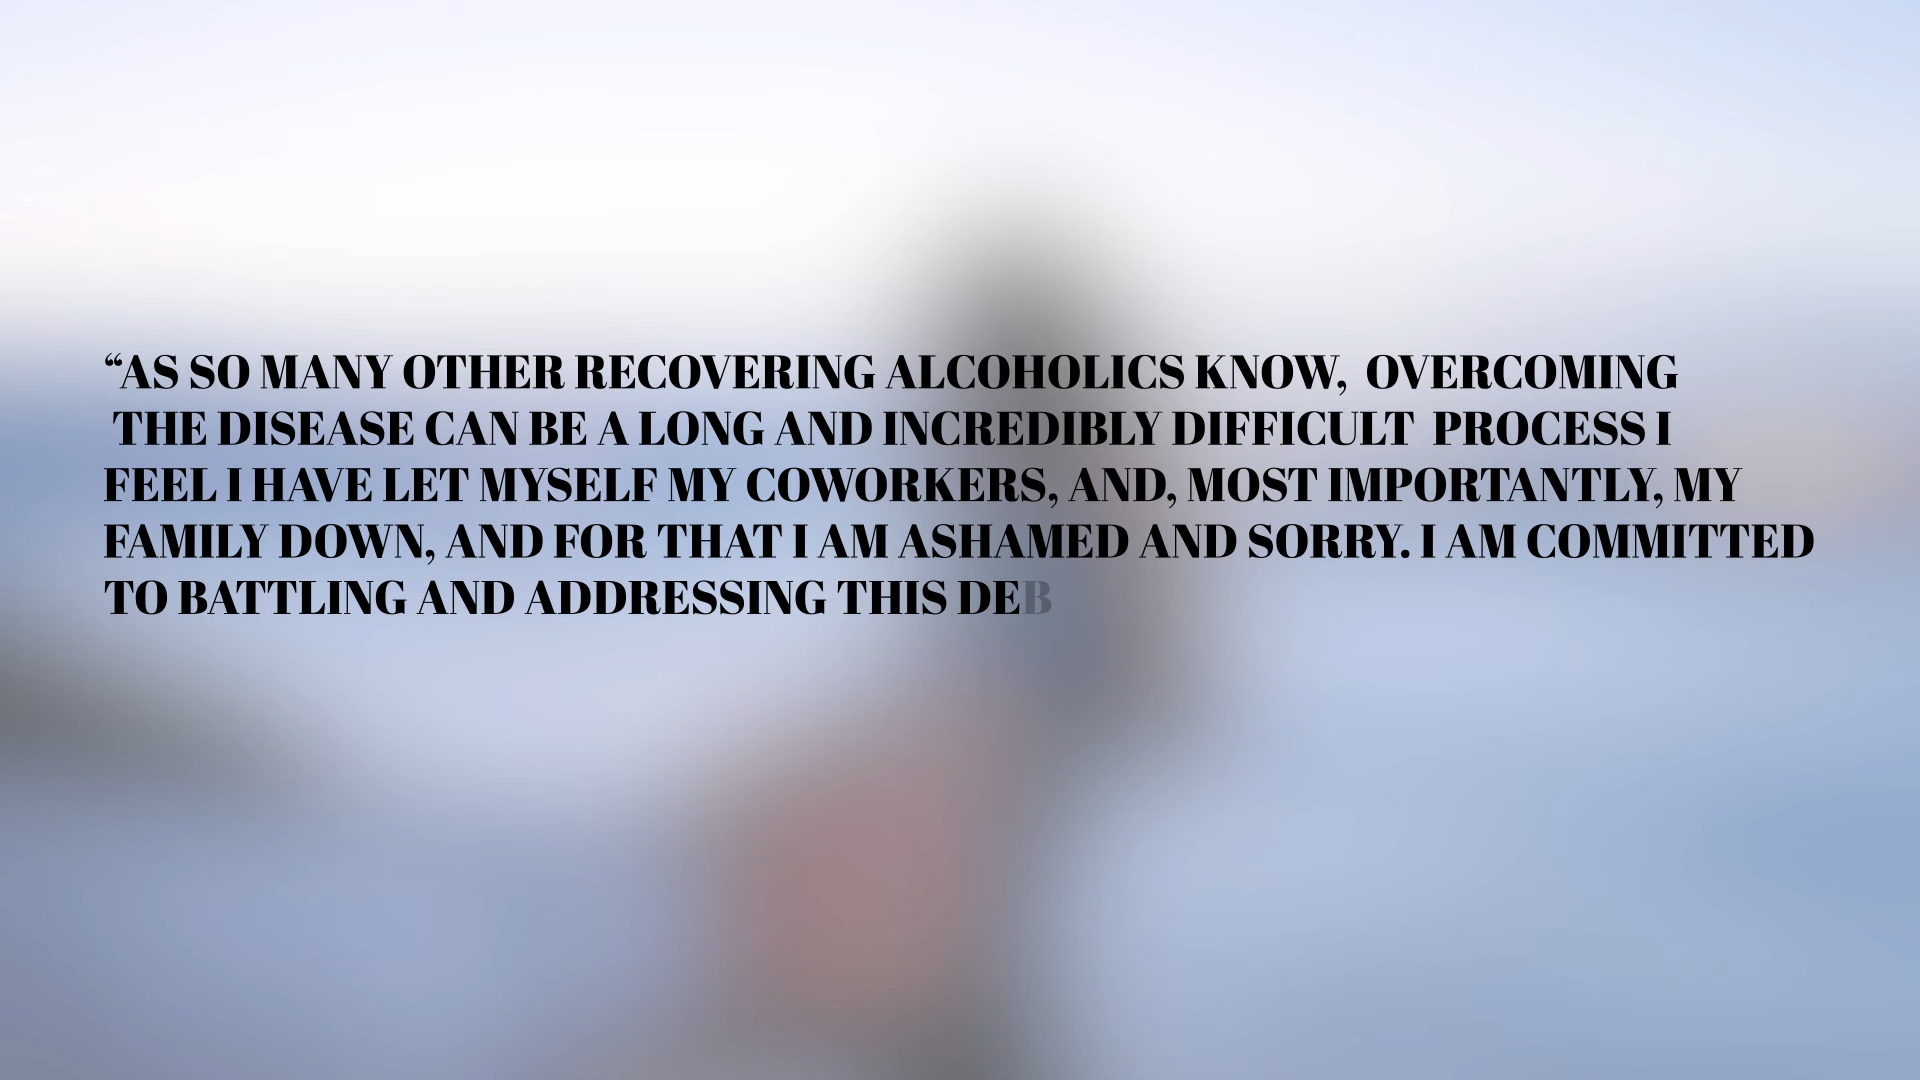 “AS SO MANY OTHER RECOVERING ALCOHOLICS KNOW, OVERCOMING
THE DISEASE CAN BE A LONG AND INCREDIBLY DIFFICULT PROCESS I
FEEL I HAVE LET MYSELF MY COWORKERS, AND, MOST IMPORTANTLY, MY
FAMILY DOWN, AND FOR THAT I AM ASHAMED AND SORRY. I AM COMMITTED
TO BATTLING AND ADDRESSING THIS DEB